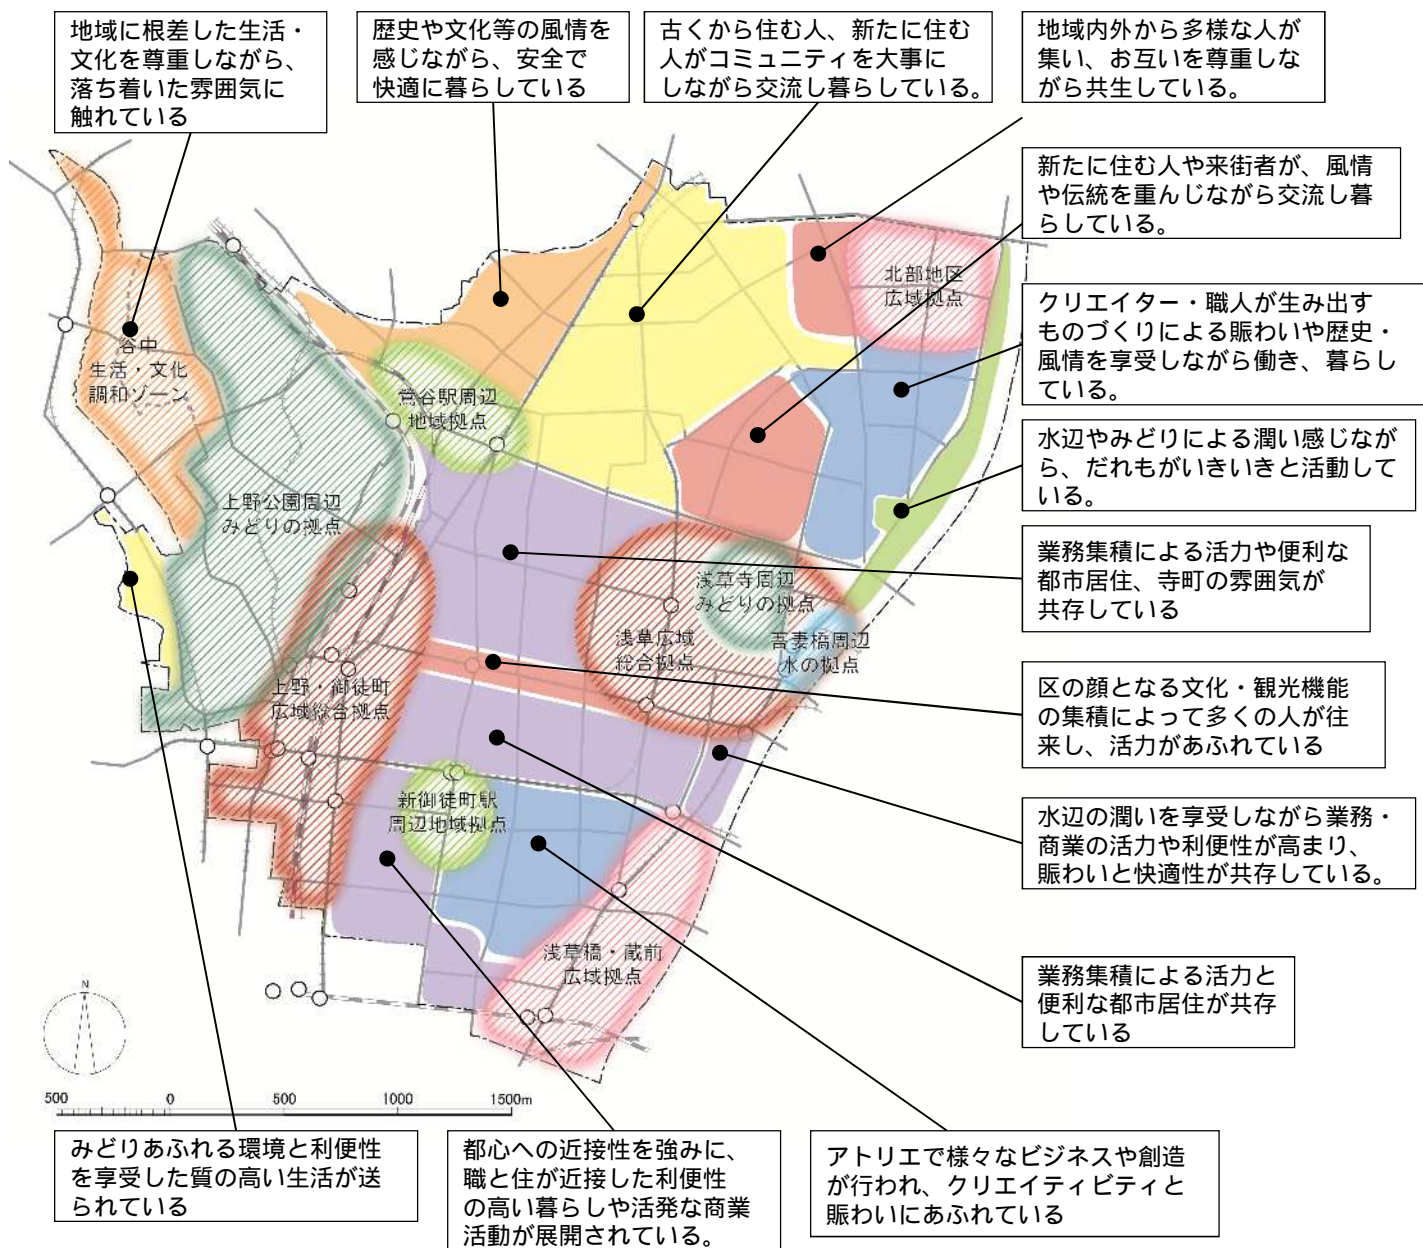 地域に根差した生活・
文化を尊重しながら、
落ち着いた雰囲気に
触れている
歴史や文化等の風情を
感じながら、安全で
快適に暮らしている
古くから住む人、新たに住む
人がコミュニティを大事に
しながら交流し暮らしている。
地域内外から多様な人が
集い、お互いを尊重しな
がら共生している。
新たに住む人や来街者が、風情
や伝統を重んじながら交流し暮
らしている。
クリエイター・職人が生み出す
ものづくりによる賑わいや歴史・
風情を享受しながら働き、暮らし
ている。
水辺やみどりによる潤い感じなが
ら、だれもがいきいきと活動して
いる。
業務集積による活力や便利な
都市居住、寺町の雰囲気が
共存している
区の顔となる文化・観光機能
の集積によって多くの人が往
来し、活力があふれている
水辺の潤いを享受しながら業務・
商業の活力や利便性が高まり、
賑わいと快適性が共存している。
業務集積による活力と
便利な都市居住が共存
している
北部地区
広域拠点
谷中
生活・文化
調和ゾーン
鶯谷駅周辺
地域拠点
上野公園周辺
みどりの拠点
浅草寺周辺
みどりの拠点
浅草広域
総合拠点
吾妻橋周辺
水の拠点
上野・御徒町
広域総合拠点
新御徒町駅
周辺地域拠点
浅草橋・蔵前
広域拠点
N
500 0 500 1000 1500m
みどりあふれる環境と利便性
を享受した質の高い生活が送
られている
都心への近接性を強みに、
職と住が近接した利便性
の高い暮らしや活発な商業
活動が展開されている。
アトリエで様々なビジネスや創造
が行われ、クリエイティビティと
賑わいにあふれている